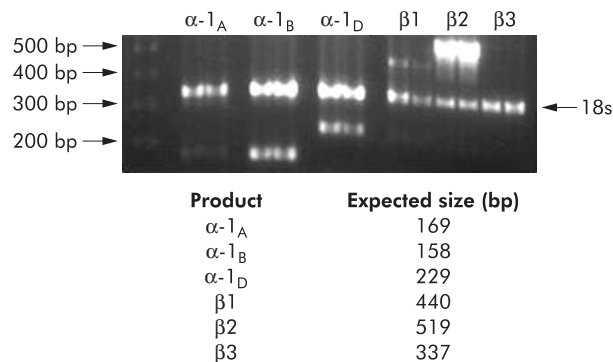 α-1A α-1B α-1D β1 β2 β3
500 bp
400 bp
300 bp
18s
200 bp
Product Expected size (bp)
α-1A 169
α-1B 158
α-1D 229
β1 440
β2 519
β3 337